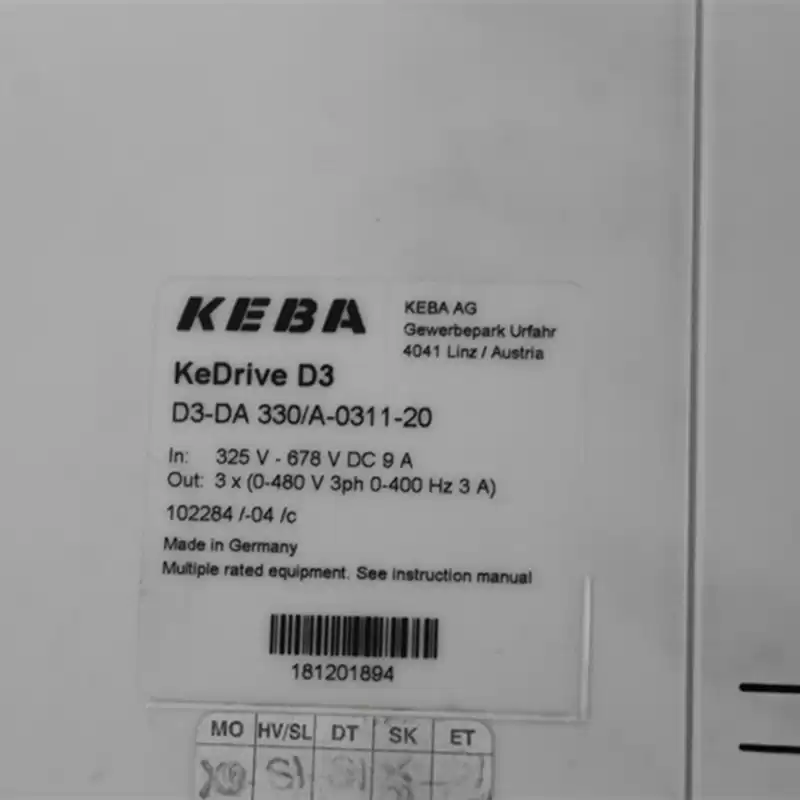 KEBA
KEBA AG
Gewerbepark Urfahr
4041 Linz / Austria
KeDrive D3
D3-DA 330/A-0311-20
In: 325 V - 678 V DC 9 A
Out: 3 x (0-480 V 3ph 0-400 Hz 3 A)
102284 /-04 /c
Made in Germany
Multiple rated equipment. See instruction manual
181201894
MO HV/SL DT SK ET